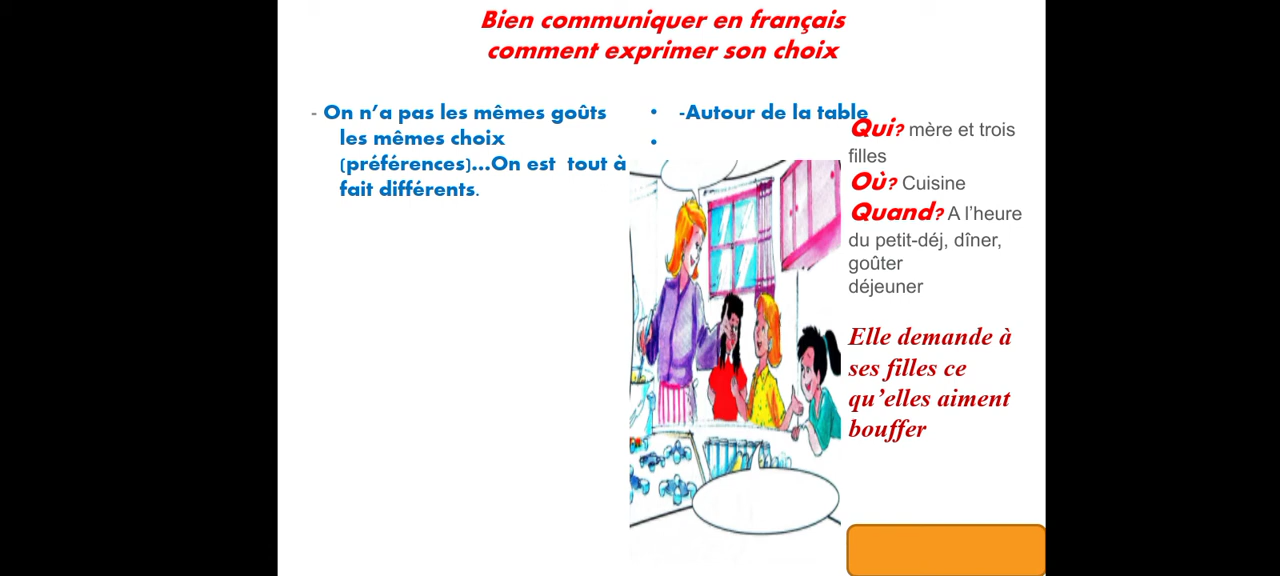 Bien communiquer en français
comment exprimer son choix
- On n’a pas les mêmes goûts
les mêmes choix
(préférences)...On est tout à
fait différents.
• -Autour de la table
•
Qui? mère et trois
filles
Où? Cuisine
Quand? A l’heure
du petit-déj, dîner,
goûter
déjeuner
Elle demande à
ses filles ce
qu’elles aiment
bouffer